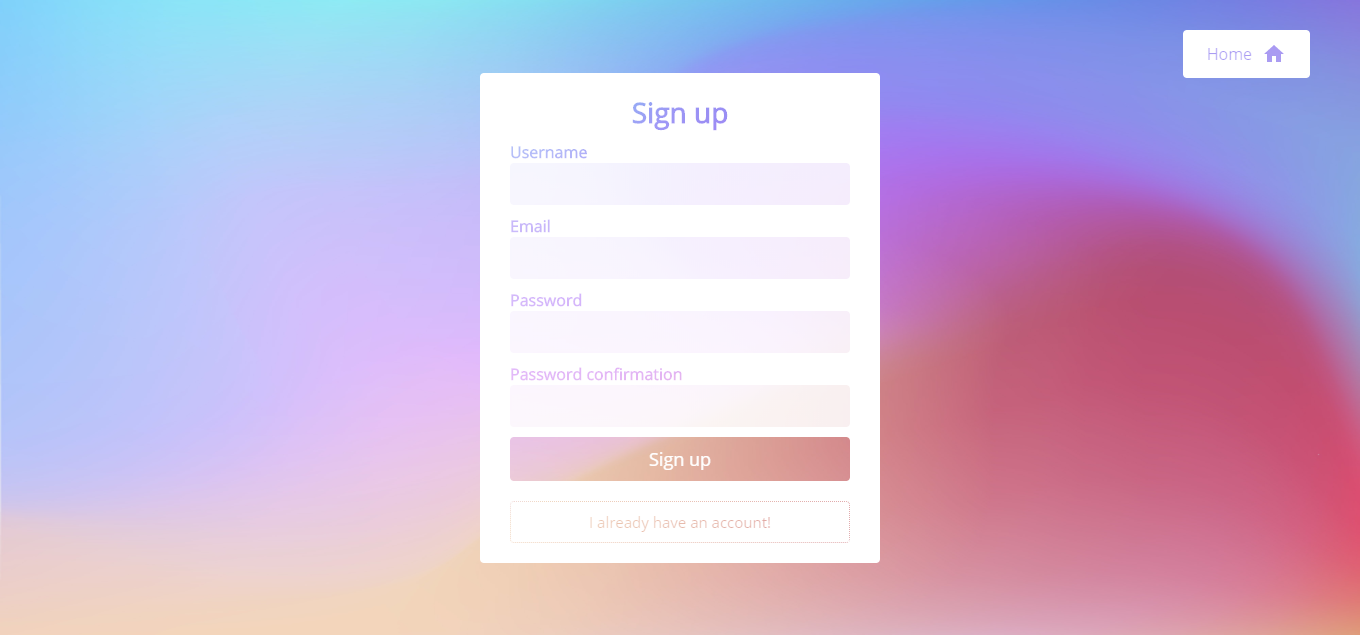 Home
Sign up
Username
Email
Password
Password confirmation
Sign up
I already have an account!